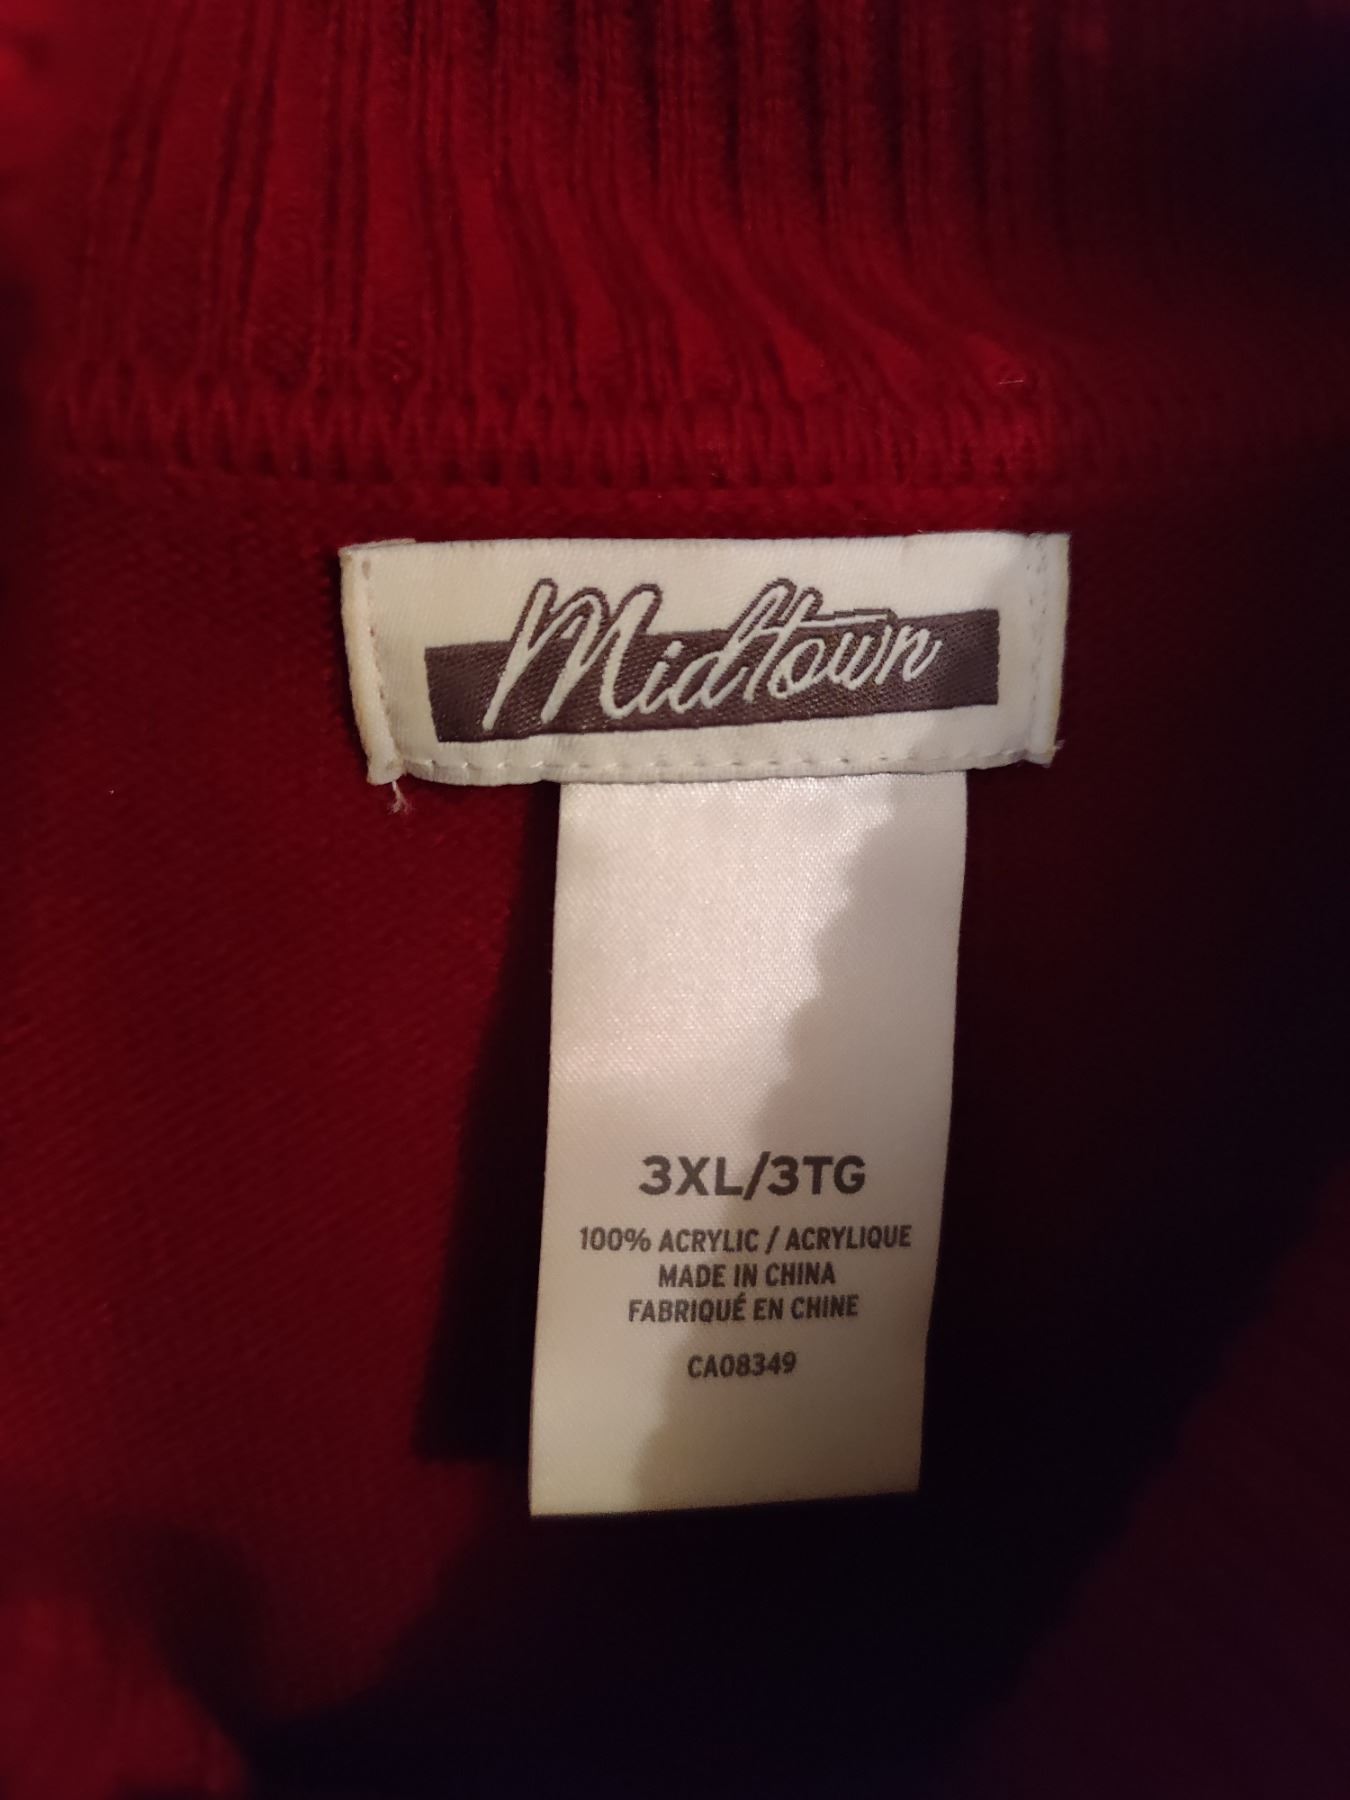 Midtown
3XL/3TG
100% ACRYLIC / ACRYLIQUE
MADE IN CHINA
FABRIQUÉ EN CHINE
CA08349